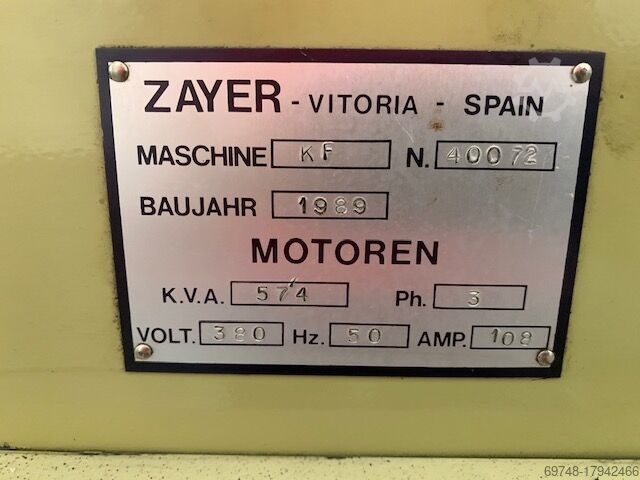 ZAYER - VITORIA - SPAIN
MASCHINE KF N. 40072
BAUJAHR 1989
MOTOREN
K.V.A. 57'4 Ph. 3
VOLT. 380 Hz. 50 AMP. 108
69748-17942466